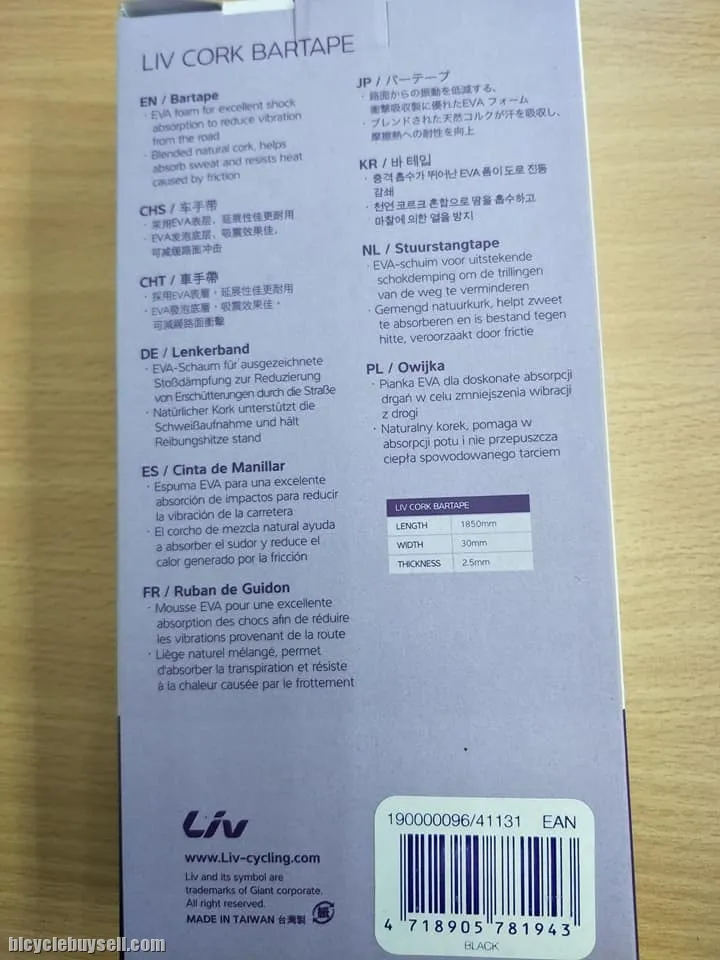 LIV CORK BARTAPE
EN / Bartape
· EVA foam for excellent shock
absorption to reduce vibration
from the road
· Blended natural cork, helps
absorb sweat and resists heat
caused by friction
CHS / 车手带
· 采用EVA表层，延展性佳更耐用
· EVA发泡底层，吸震效果佳，
可减缓路面冲击
CHT / 車手帶
· 採用EVA表層，延展性佳更耐用
· EVA發泡底層，吸震效果佳，
可減緩路面衝擊
DE / Lenkerband
· EVA-Schaum für ausgezeichnete
Stoßdämpfung zur Reduzierung
von Erschütterungen durch die Straße
· Natürlicher Kork unterstützt die
Schweißaufnahme und hält
Reibungshitze stand
ES / Cinta de Manillar
· Espuma EVA para una excelente
absorción de impactos para reducir
la vibración de la carretera
· El corcho de mezcla natural ayuda
a absorber el sudor y reduce el
calor generado por la fricción
FR / Ruban de Guidon
· Mousse EVA pour une excellente
absorption des chocs afin de réduire
les vibrations provenant de la route
· Liège naturel mélangé, permet
d'absorber la transpiration et résiste
à la chaleur causée par le frottement
JP / バーテープ
· 路面からの振動を低減する、
衝撃吸収製に優れたEVA フォーム
· ブレンドされた天然コルクが汗を吸収し、
摩擦熱への耐性を向上
KR / 바 테입
· 충격 흡수가 뛰어난 EVA 폼이 도로 진동
감쇄
· 천언 코르크 혼합으로 땀을 흡수하고
마찰에 의한 열을 방지
NL / Stuurstangtape
· EVA-schuim voor uitstekende
schokdemping om de trillingen
van de weg te verminderen
· Gemengd natuurkurk, helpt zweet
te absorberen en is bestand tegen
hitte, veroorzaakt door frictie
PL / Owijka
· Pianka EVA dla doskonałe absorpcji
drgań w celu zmniejszenia wibracji
z drogi
· Naturalny korek, pomaga w
absorpcji potu i nie przepuszcza
ciepła spowodowanego tarciem
LIV CORK BARTAPE
LENGTH 1850mm
WIDTH 30mm
THICKNESS 2.5mm
Liv
www.Liv-cycling.com
Liv and its symbol are
trademarks of Giant corporate.
All right reserved.
MADE IN TAIWAN 台灣製
190000096/41131 EAN
4 718905 781943
BLACK
bicyclebuysell.com